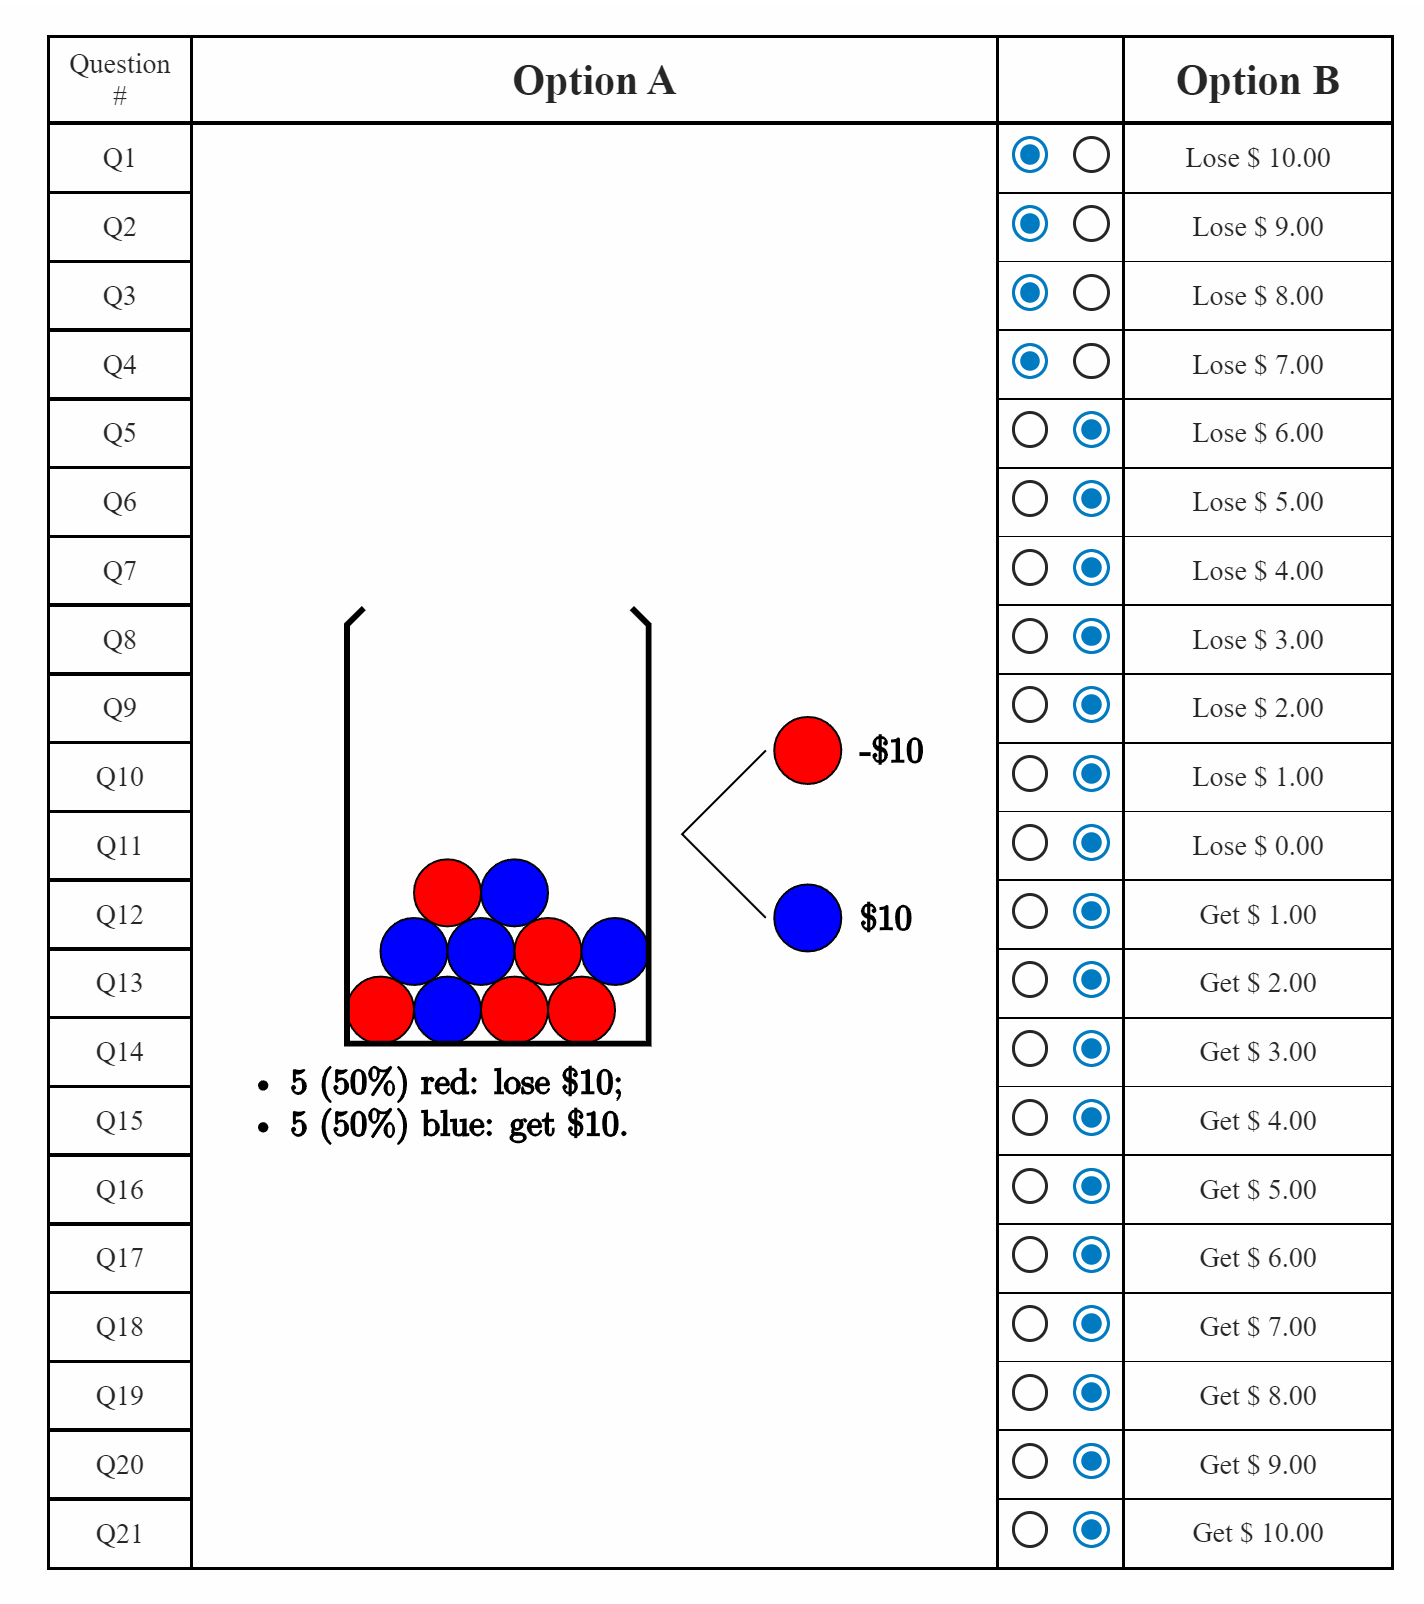 Question
#
Option A
Option B
Q1
Lose $ 10.00
Q2
Lose $ 9.00
Q3
Lose $ 8.00
Q4
Lose $ 7.00
Q5
Lose $ 6.00
Q6
Lose $ 5.00
Q7
Lose $ 4.00
Q8
Lose $ 3.00
Q9
Lose $ 2.00
Q10
Lose $ 1.00
Q11
Lose $ 0.00
Q12
Get $ 1.00
Q13
Get $ 2.00
Q14
Get $ 3.00
Q15
Get $ 4.00
Q16
Get $ 5.00
Q17
Get $ 6.00
Q18
Get $ 7.00
Q19
Get $ 8.00
Q20
Get $ 9.00
Q21
Get $ 10.00
-$10
$10
• 5 (50%) red: lose $10;
• 5 (50%) blue: get $10.